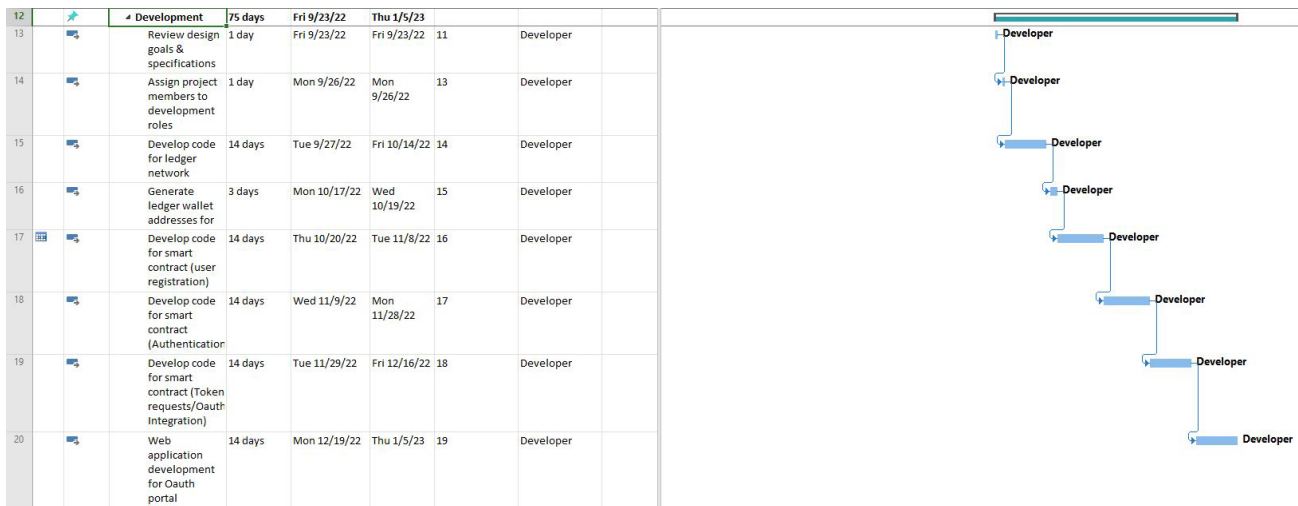 12 Development 75 days Fri 9/23/22 Thu 1/5/23
13 Review design 1 day Fri 9/23/22 Fri 9/23/22 11 Developer Developer
goals &
specifications
14 Assign project 1 day Mon 9/26/22 Mon 13 Developer Developer
members to 9/26/22
development
roles
15 Develop code 14 days Tue 9/27/22 Fri 10/14/22 14 Developer Developer
for ledger
network
16 Generate 3 days Mon 10/17/22 Wed 15 Developer Developer
ledger wallet 10/19/22
addresses for
17 Develop code 14 days Thu 10/20/22 Tue 11/8/22 16 Developer Developer
for smart
contract (user
registration)
18 Develop code 14 days Wed 11/9/22 Mon 17 Developer Developer
for smart 11/28/22
contract
(Authentication
19 Develop code 14 days Tue 11/29/22 Fri 12/16/22 18 Developer Developer
for smart
contract (Token
requests/Oauth
Integration)
20 Web 14 days Mon 12/19/22 Thu 1/5/23 19 Developer Developer
application
development
for Oauth
portal